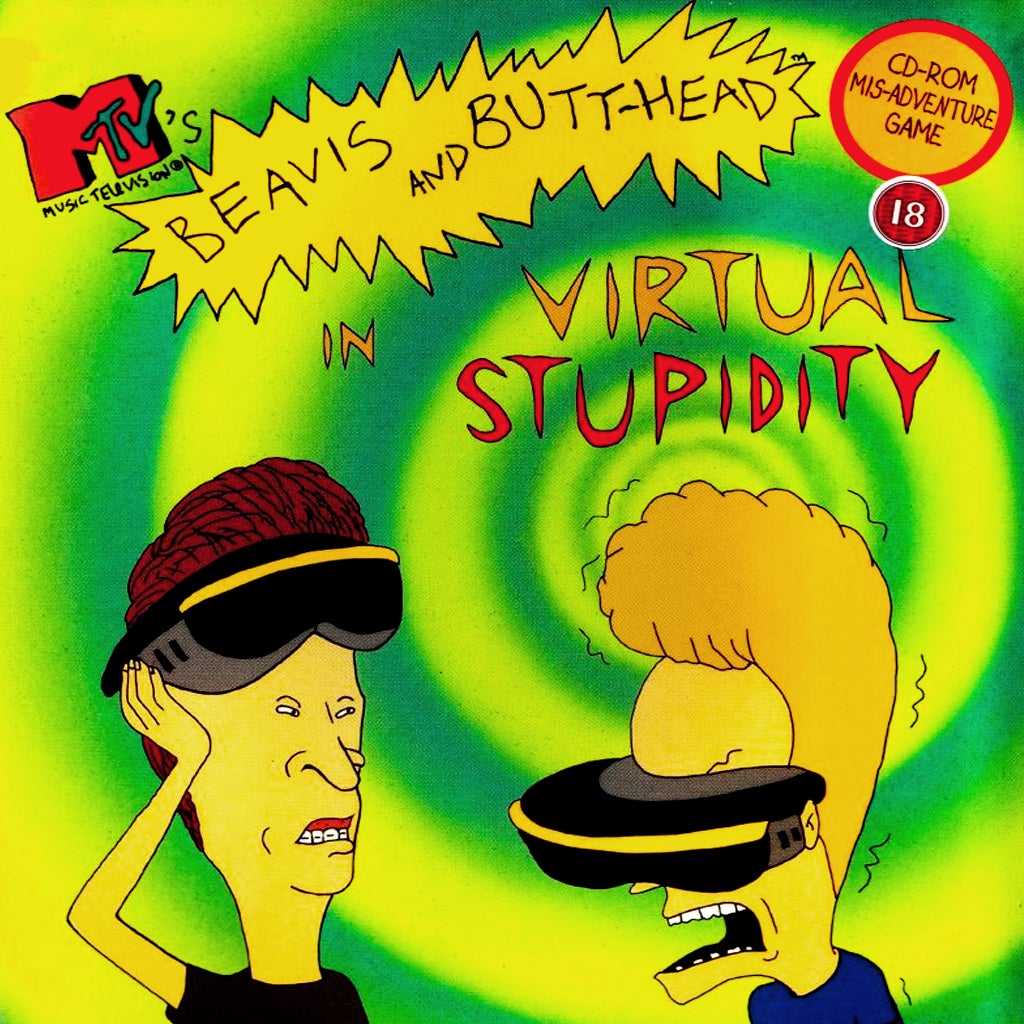 MTV's
MUSIC TELEVISION®
BEAVIS AND BUTT-HEAD™
IN VIRTUAL
STUPIDITY
CD-ROM
MIS-ADVENTURE
GAME
18